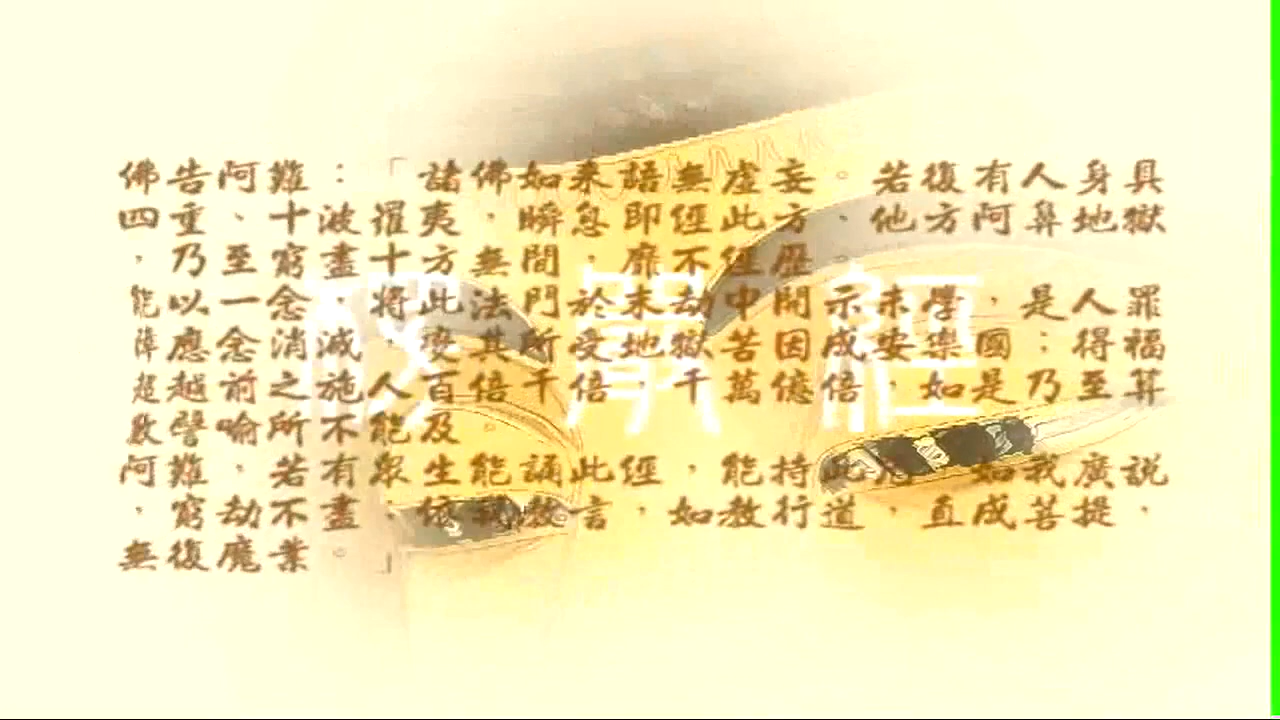 佛告阿難：「諸佛如来語無虛妄。若復有人身具
四重、十波羅夷，瞬息即經此方、他方阿鼻地獄
，乃至窮盡十方無間，靡不經歷。
能以一念，將此法門於末劫中開示未學，是人罪
障應念消滅，變其所受地獄苦因成安樂國；得福
超越前之施人百倍千倍，千萬億倍，如是乃至算
數譬喻所不能及。
阿難，若有眾生能誦此經，能持此咒，如我廣説
，窮劫不盡，依我教言，如教行道，直成菩提，
無復魔業。」
楞嚴經